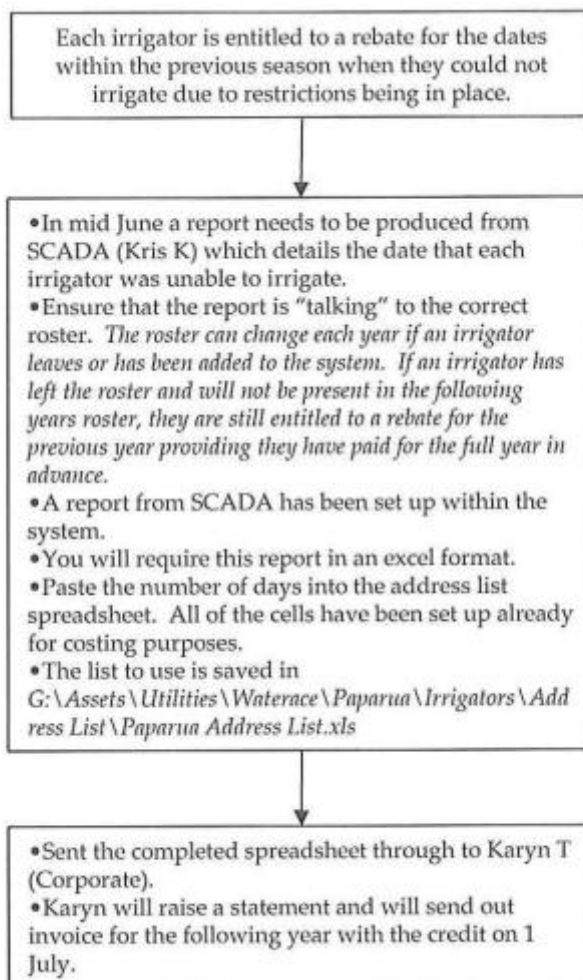 Each irrigator is entitled to a rebate for the dates
within the previous season when they could not
irrigate due to restrictions being in place.
•In mid June a report needs to be produced from
SCADA (Kris K) which details the date that each
irrigator was unable to irrigate.
•Ensure that the report is “talking” to the correct
roster. The roster can change each year if an irrigator
leaves or has been added to the system. If an irrigator has
left the roster and will not be present in the following
years roster, they are still entitled to a rebate for the
previous year providing they have paid for the full year in
advance.
•A report from SCADA has been set up within the
system.
•You will require this report in an excel format.
•Paste the number of days into the address list
spreadsheet. All of the cells have been set up already
for costing purposes.
•The list to use is saved in
G:\Assets\Utilities\Waterace\Paparua\Irrigators\Add
ress List\Paparua Address List.xls
•Sent the completed spreadsheet through to Karyn T
(Corporate).
•Karyn will raise a statement and will send out
invoice for the following year with the credit on 1
July.